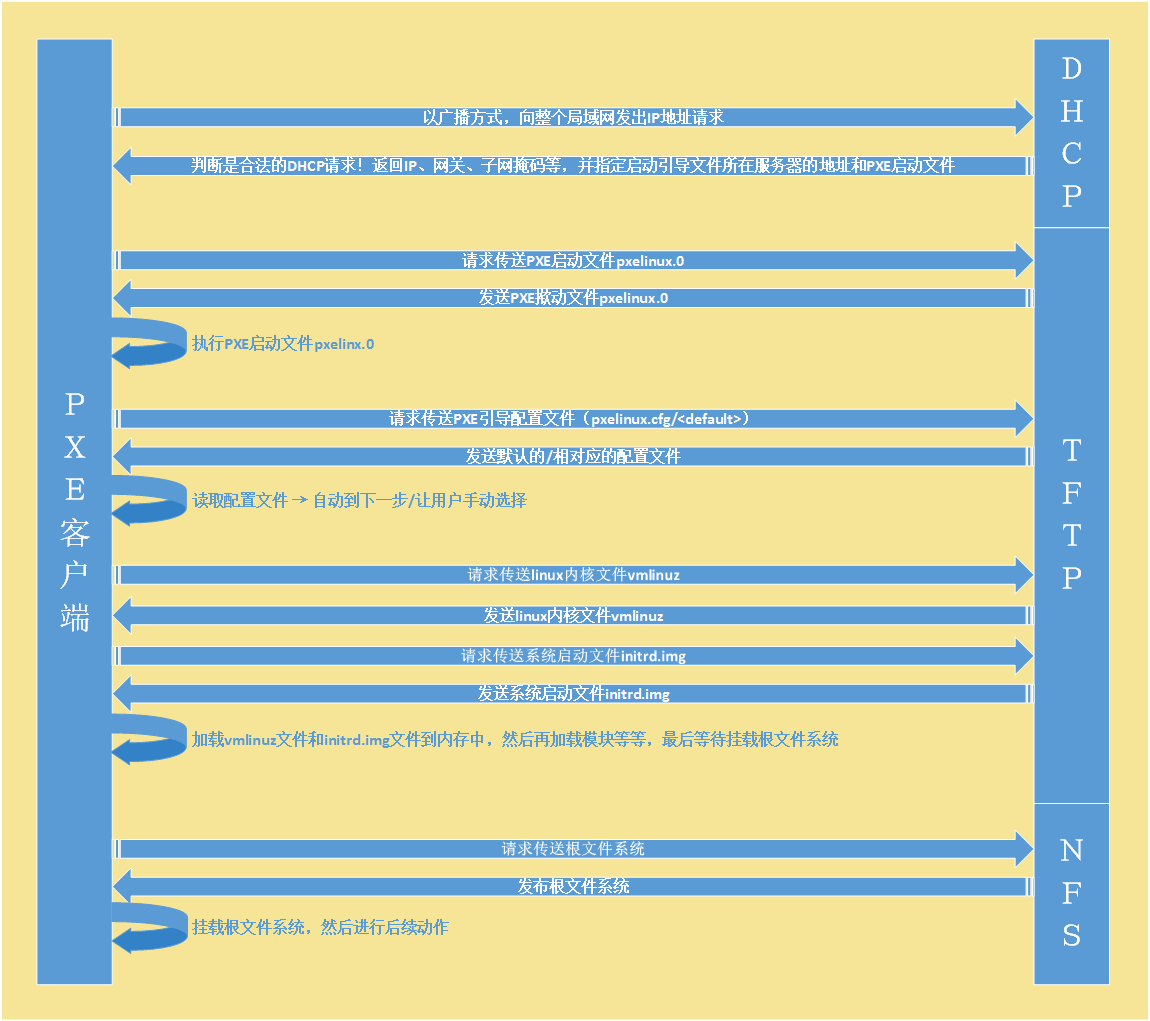 以广播方式，向整个局域网发出IP地址请求
判断是合法的DHCP请求！返回IP、网关、子网掩码等，并指定启动引导文件所在服务器的地址和PXE启动文件
DHCP
请求传送PXE启动文件pxelinux.0
发送PXE揿动文件pxelinux.0
执行PXE启动文件pxelinx.0
PXE客户端
请求传送PXE引导配置文件（pxelinux.cfg/<default>）
发送默认的/相对应的配置文件
读取配置文件 → 自动到下一步/让用户手动选择
TFTP
请求传送linux内核文件vmlinuz
发送linux内核文件vmlinuz
请求传送系统启动文件initrd.img
发送系统启动文件initrd.img
加载vmlinuz文件和initrd.img文件到内存中，然后再加载模块等等，最后等待挂载根文件系统
请求传送根文件系统
发布根文件系统
挂载根文件系统，然后进行后续动作
NFS